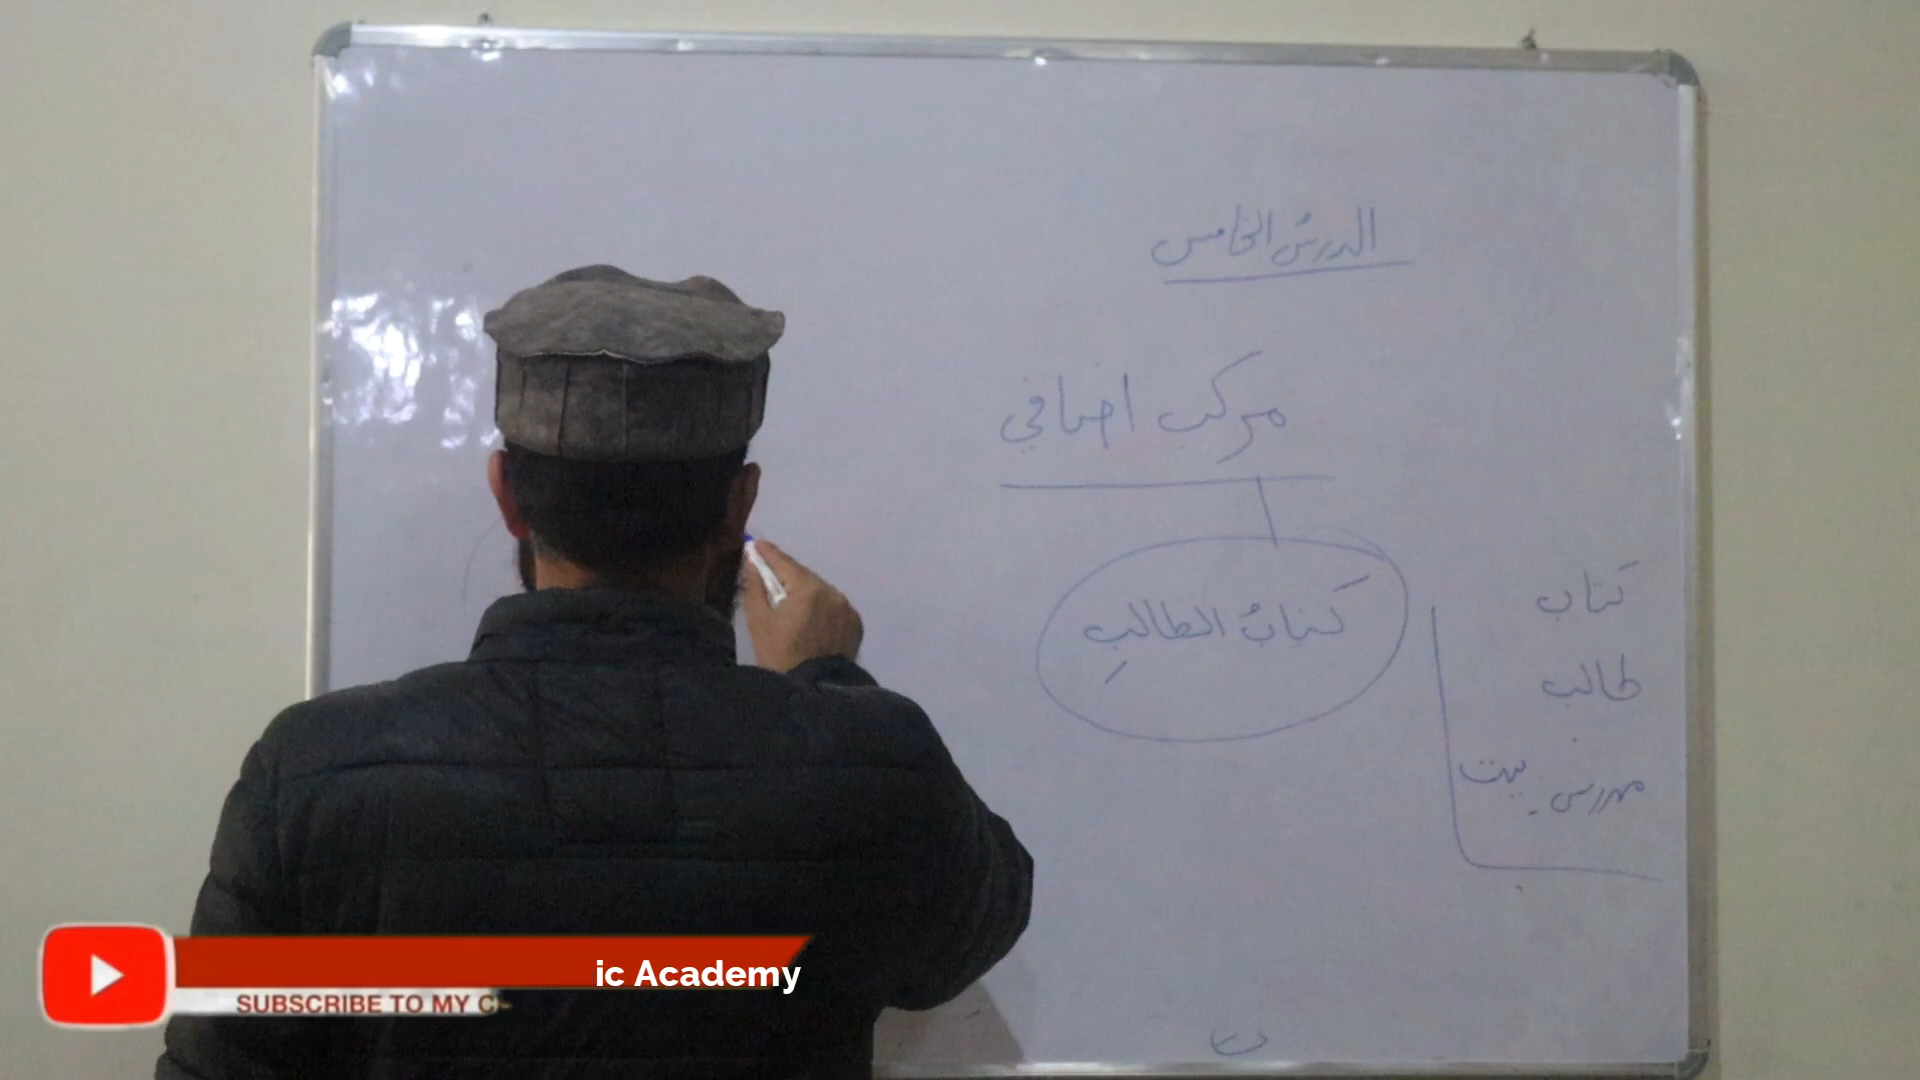 الدرسُ الخامس
مركب اضافي
كتابُ الطالبِ
كتاب
طالب
مدرس بيت
ic Academy
SUBSCRIBE TO MY C